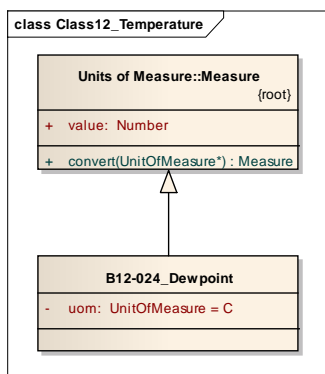 class Class12_Temperature
Units of Measure::Measure
{root}
+ value: Number
+ convert(UnitOfMeasure*) : Measure
B12-024_Dewpoint
- uom: UnitOfMeasure = C